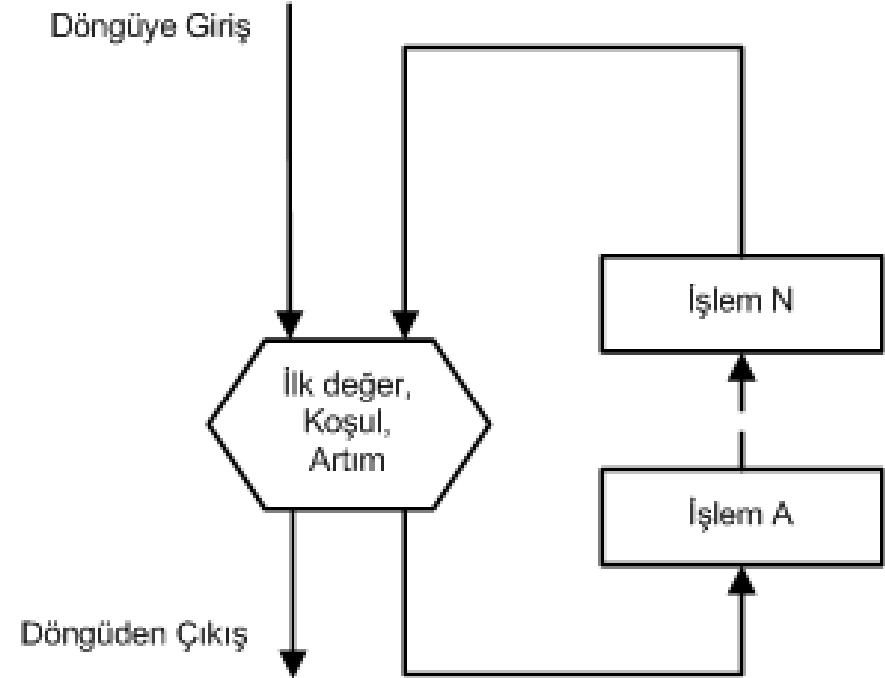 Döngüye Giriş
İşlem N
İlk değer,
Koşul,
Artım
İşlem A
Döngüden Çıkış